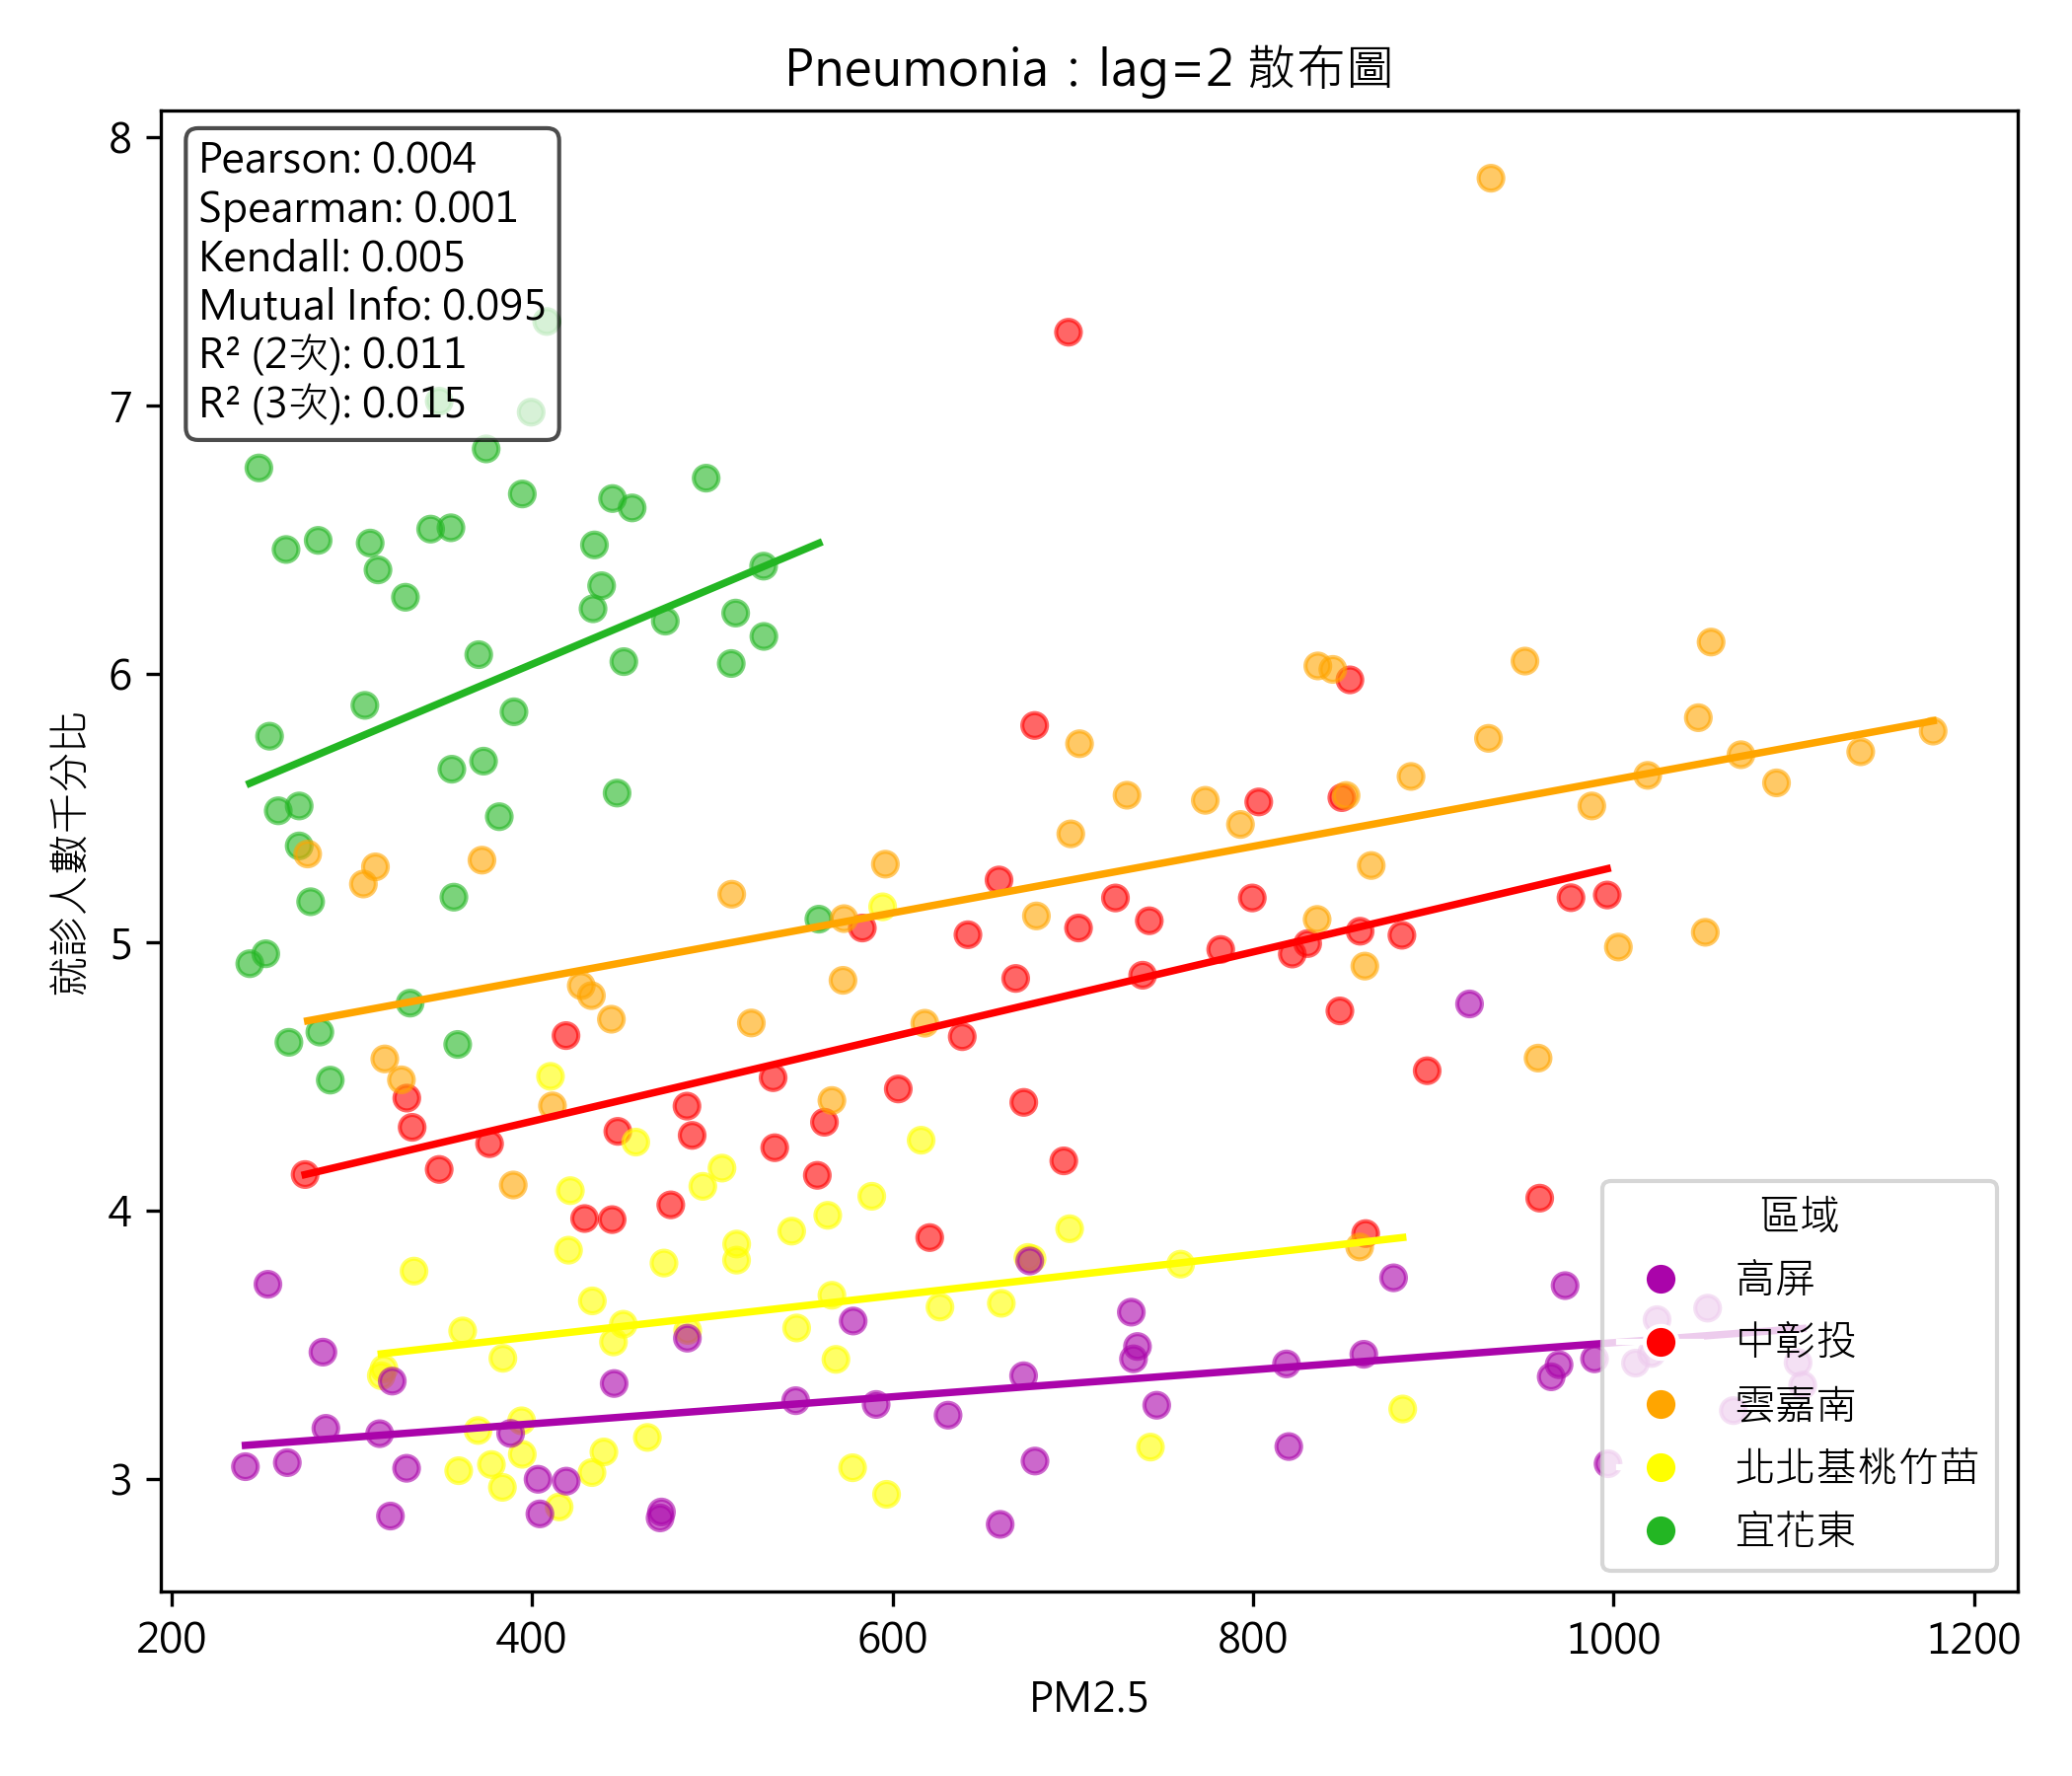 Pneumonia：lag=2 散布圖
Pearson: 0.004
Spearman: 0.001
Kendall: 0.005
Mutual Info: 0.095
R² (2次): 0.011
R² (3次): 0.015
就診人數千分比
8
7
6
5
4
3
區域
高屏
中彰投
雲嘉南
北北基桃竹苗
宜花東
200 400 600 800 1000 1200
PM2.5